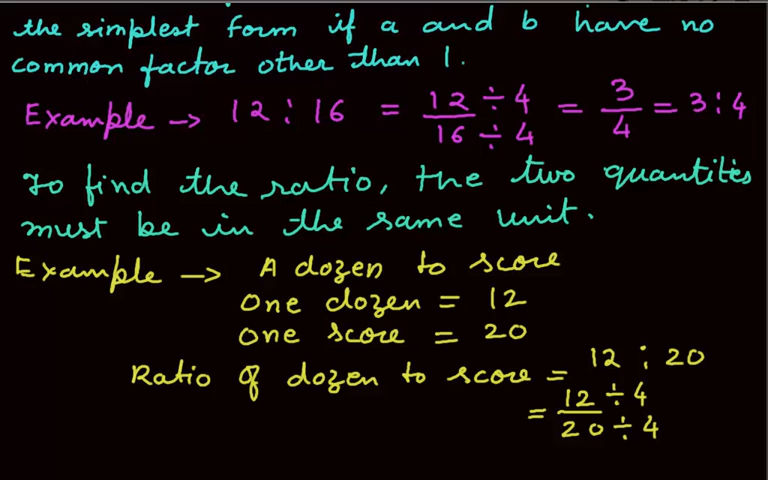 the simplest form if a and b have no
common factor other than 1.
Example → 12 : 16 = 12 ÷ 4 / 16 ÷ 4 = 3/4 = 3 : 4
To find the ratio, the two quantities
must be in the same unit.
Example → A dozen to score
One dozen = 12
One score = 20
Ratio of dozen to score = 12 : 20
= 12 ÷ 4 / 20 ÷ 4